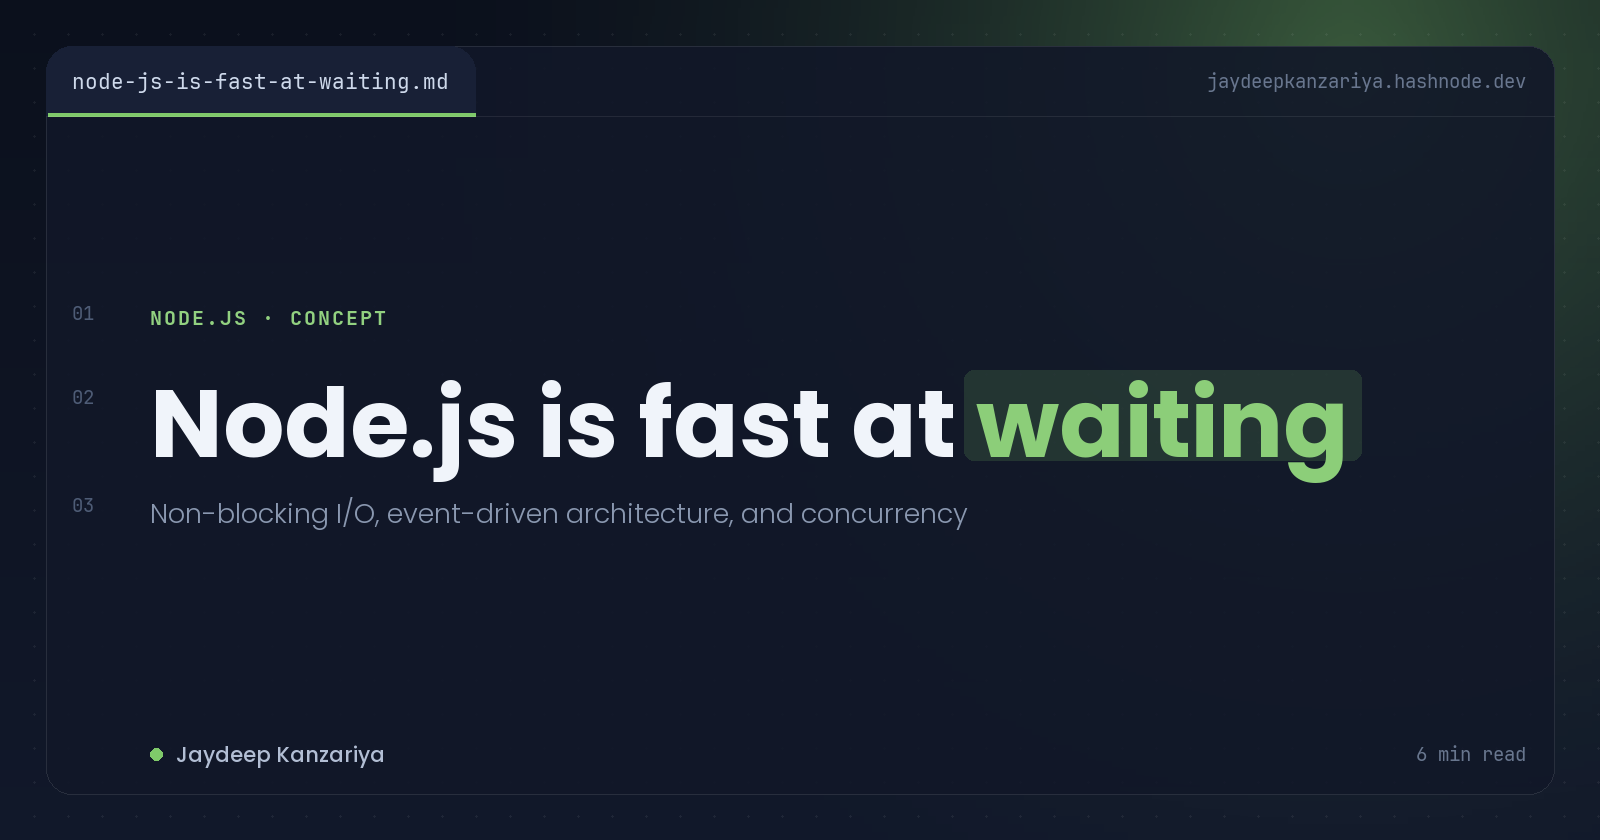 node-js-is-fast-at-waiting.md
jaydeepkanzariya.hashnode.dev
01 NODE.JS · CONCEPT
02 Node.js is fast at waiting
03 Non-blocking I/O, event-driven architecture, and concurrency
Jaydeep Kanzariya
6 min read